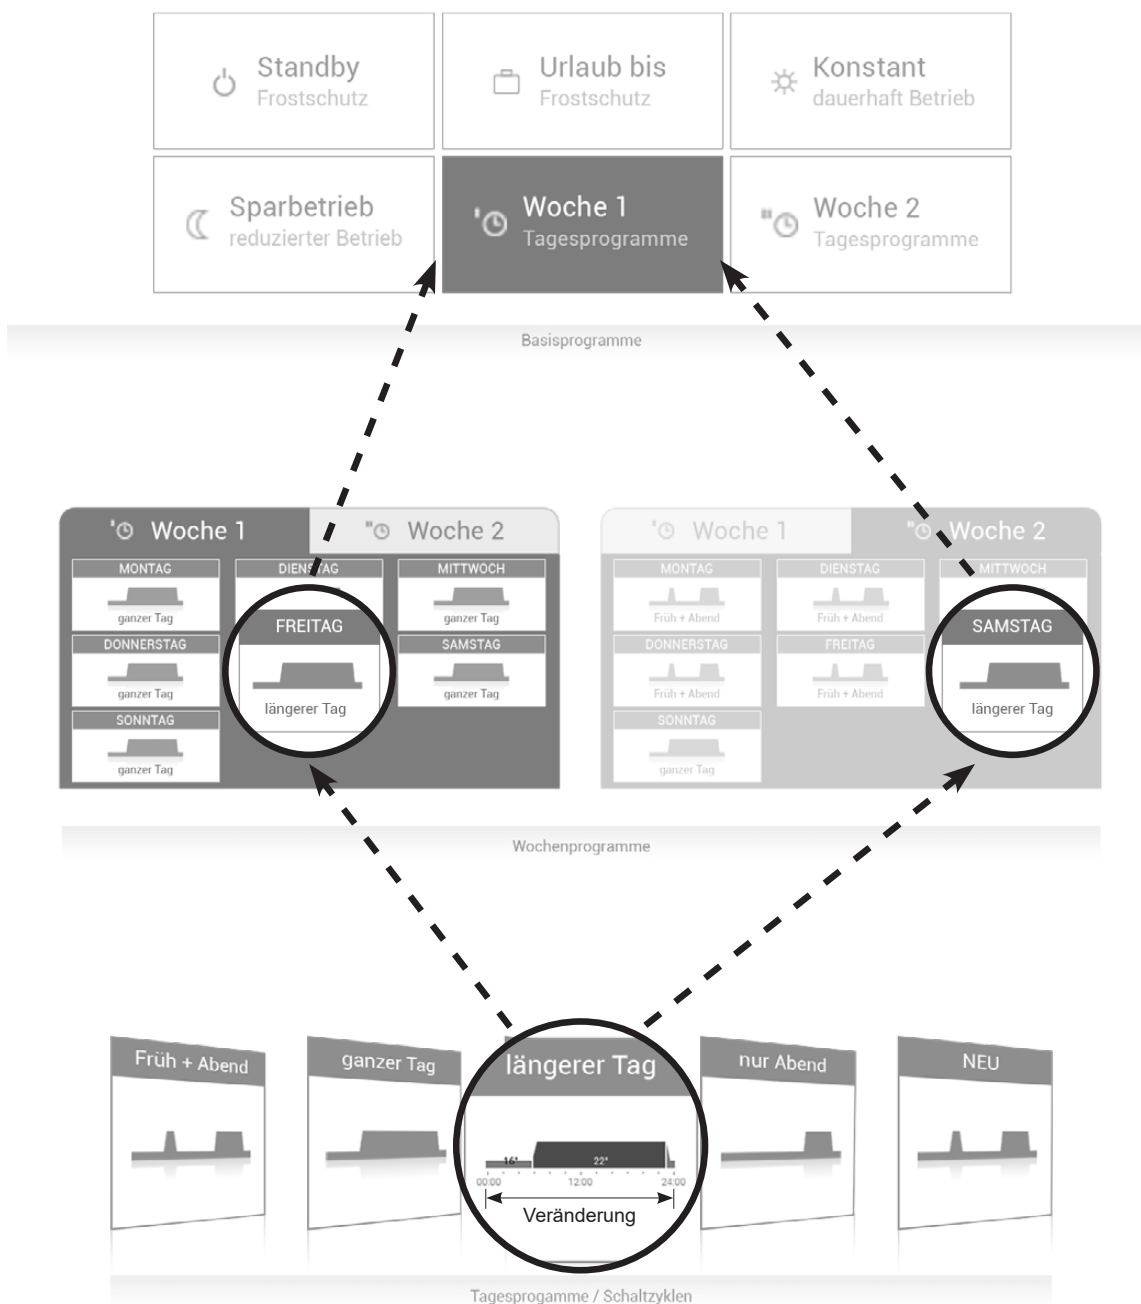 Standby
Frostschutz
Urlaub bis
Frostschutz
Konstant
dauerhaft Betrieb
Sparbetrieb
reduzierter Betrieb
Woche 1
Tagesprogramme
Woche 2
Tagesprogramme
Basisprogramme
Woche 1
Woche 2
MONTAG
ganzer Tag
DIENSTAG
MITTWOCH
ganzer Tag
DONNERSTAG
ganzer Tag
FREITAG
längerer Tag
SAMSTAG
ganzer Tag
SONNTAG
ganzer Tag
Woche 1
Woche 2
MONTAG
Früh + Abend
DIENSTAG
Früh + Abend
MITTWOCH
DONNERSTAG
Früh + Abend
FREITAG
Früh + Abend
SAMSTAG
längerer Tag
SONNTAG
ganzer Tag
Wochenprogramme
Früh + Abend
ganzer Tag
längerer Tag
16°
22°
00:00 12:00 24:00
Veränderung
nur Abend
NEU
Tagesprogamme / Schaltzyklen